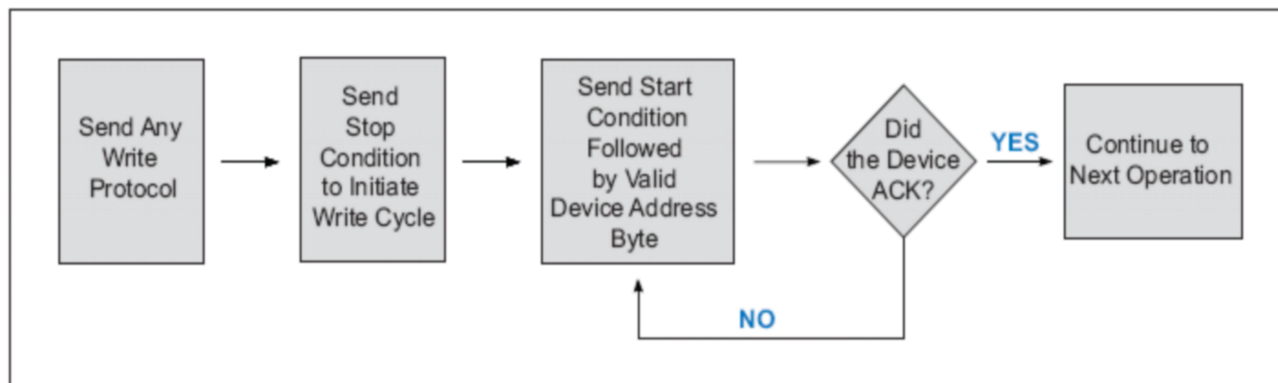 Send Any
Write
Protocol
Send
Stop
Condition
to Initiate
Write Cycle
Send Start
Condition
Followed
by Valid
Device Address
Byte
Did
the Device
ACK?
YES
Continue to
Next Operation
NO